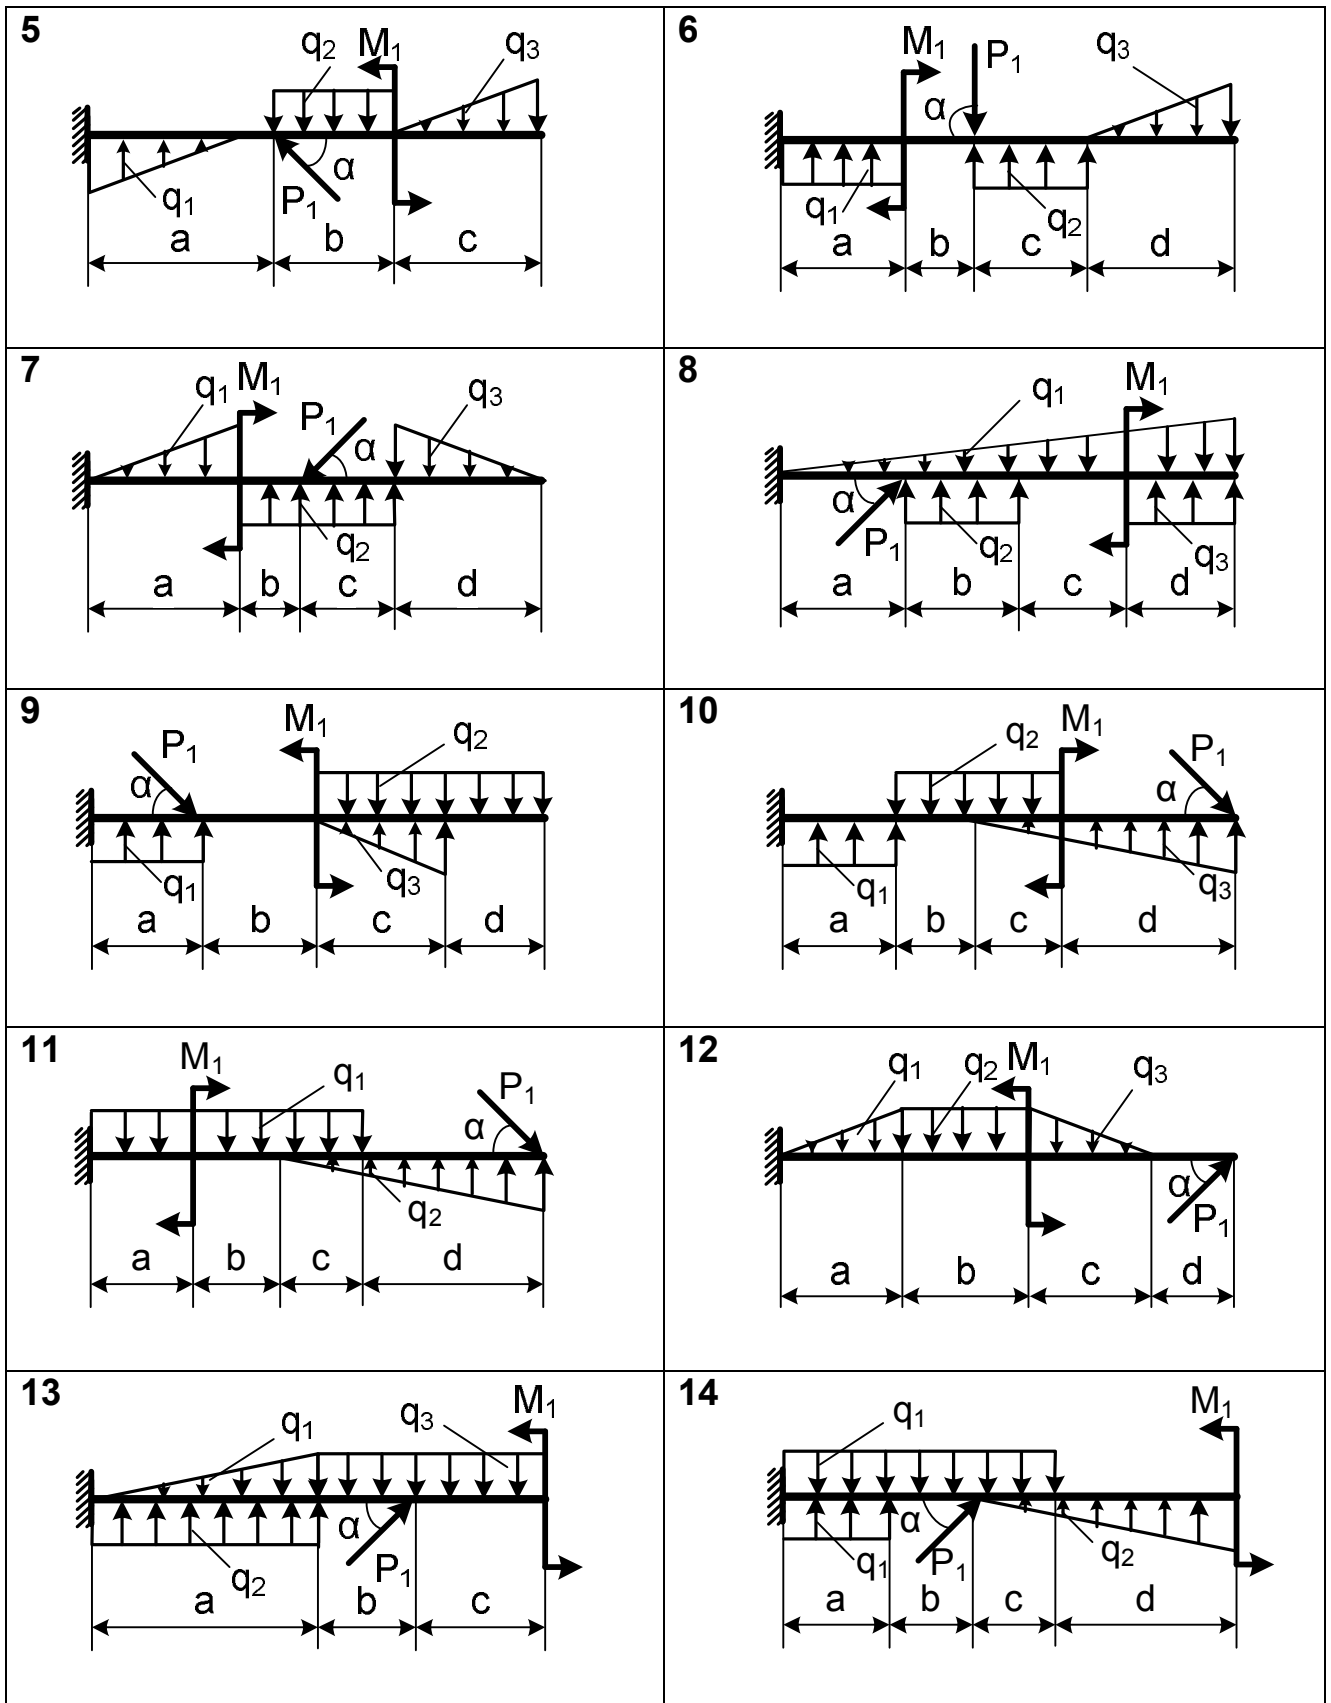 5
q₂ M₁ q₃
α
q₁ P₁
a b c
6
M₁ P₁ q₃
α
q₁ q₂
a b c d
7
q₁ M₁ P₁ q₃
α
q₂
a b c d
8
q₁ M₁
α
P₁ q₂ q₃
a b c d
9
P₁ M₁ q₂
α
q₁ q₃
a b c d
10
q₂ M₁ P₁
α
q₁ q₃
a b c d
11
M₁ q₁ P₁
α
q₂
a b c d
12
q₁ q₂ M₁ q₃
α
P₁
a b c d
13
q₁ q₃ M₁
α
q₂ P₁
a b c
14
q₁ M₁
α
q₁ P₁ q₂
a b c d